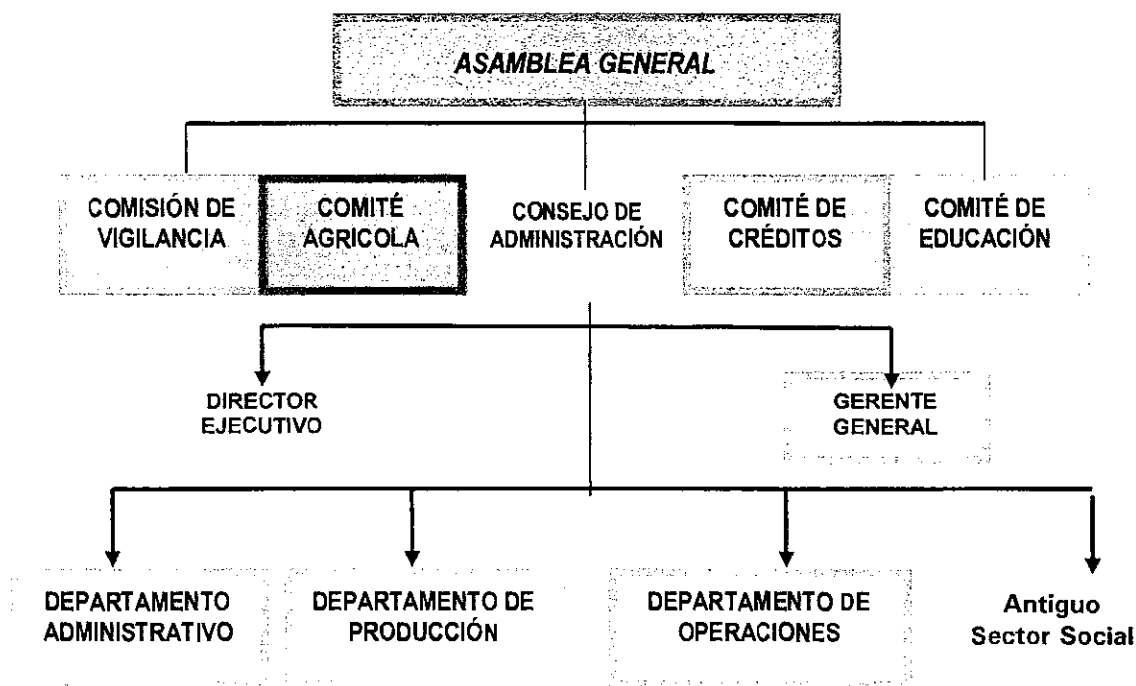 ASAMBLEA GENERAL
COMISIÓN DE
VIGILANCIA
COMITÉ
AGRÍCOLA
CONSEJO DE
ADMINISTRACIÓN
COMITÉ DE
CRÉDITOS
COMITÉ DE
EDUCACIÓN
DIRECTOR
EJECUTIVO
GERENTE
GENERAL
DEPARTAMENTO
ADMINISTRATIVO
DEPARTAMENTO DE
PRODUCCIÓN
DEPARTAMENTO DE
OPERACIONES
Antiguo
Sector Social